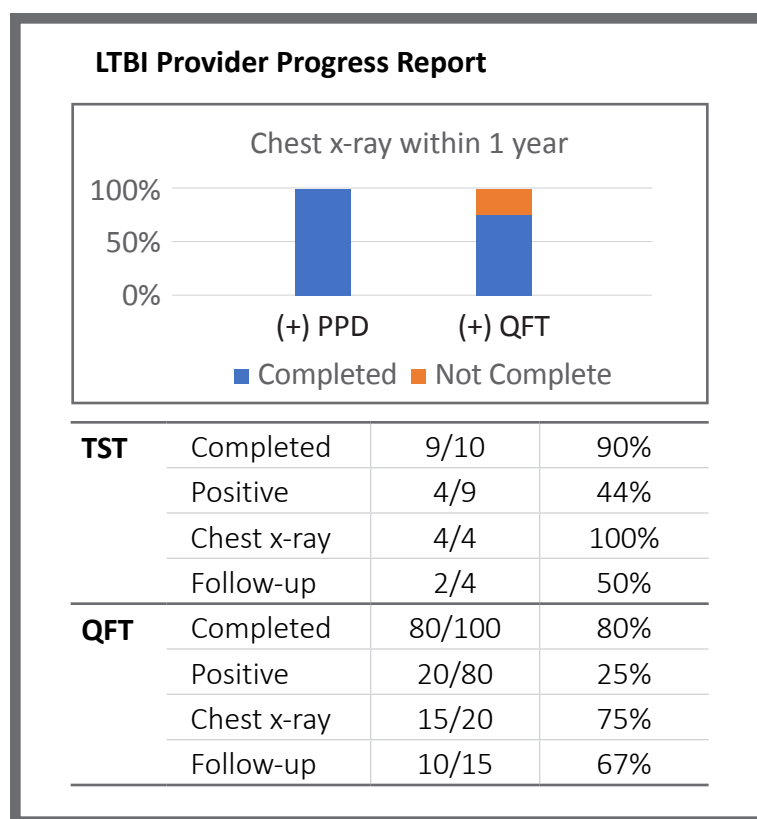 LTBI Provider Progress Report
Chest x-ray within 1 year
100%
50%
0%
(+) PPD (+) QFT
Completed Not Complete
TST Completed 9/10 90%
Positive 4/9 44%
Chest x-ray 4/4 100%
Follow-up 2/4 50%
QFT Completed 80/100 80%
Positive 20/80 25%
Chest x-ray 15/20 75%
Follow-up 10/15 67%